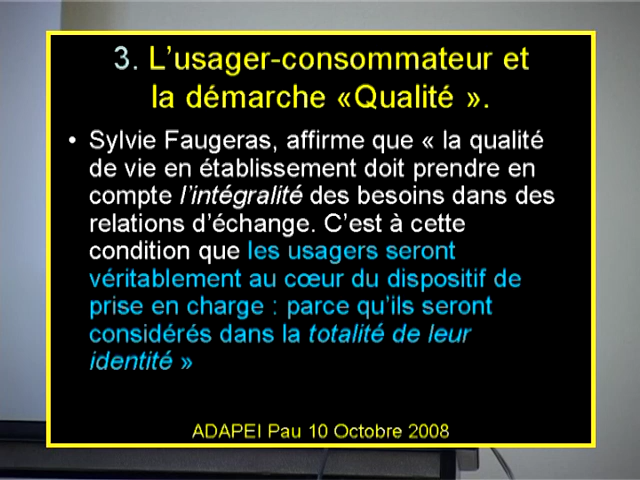 3. L’usager-consommateur et
la démarche «Qualité ».
• Sylvie Faugeras, affirme que « la qualité
de vie en établissement doit prendre en
compte l’intégralité des besoins dans des
relations d’échange. C’est à cette
condition que les usagers seront
véritablement au cœur du dispositif de
prise en charge : parce qu’ils seront
considérés dans la totalité de leur
identité »
ADAPEI Pau 10 Octobre 2008